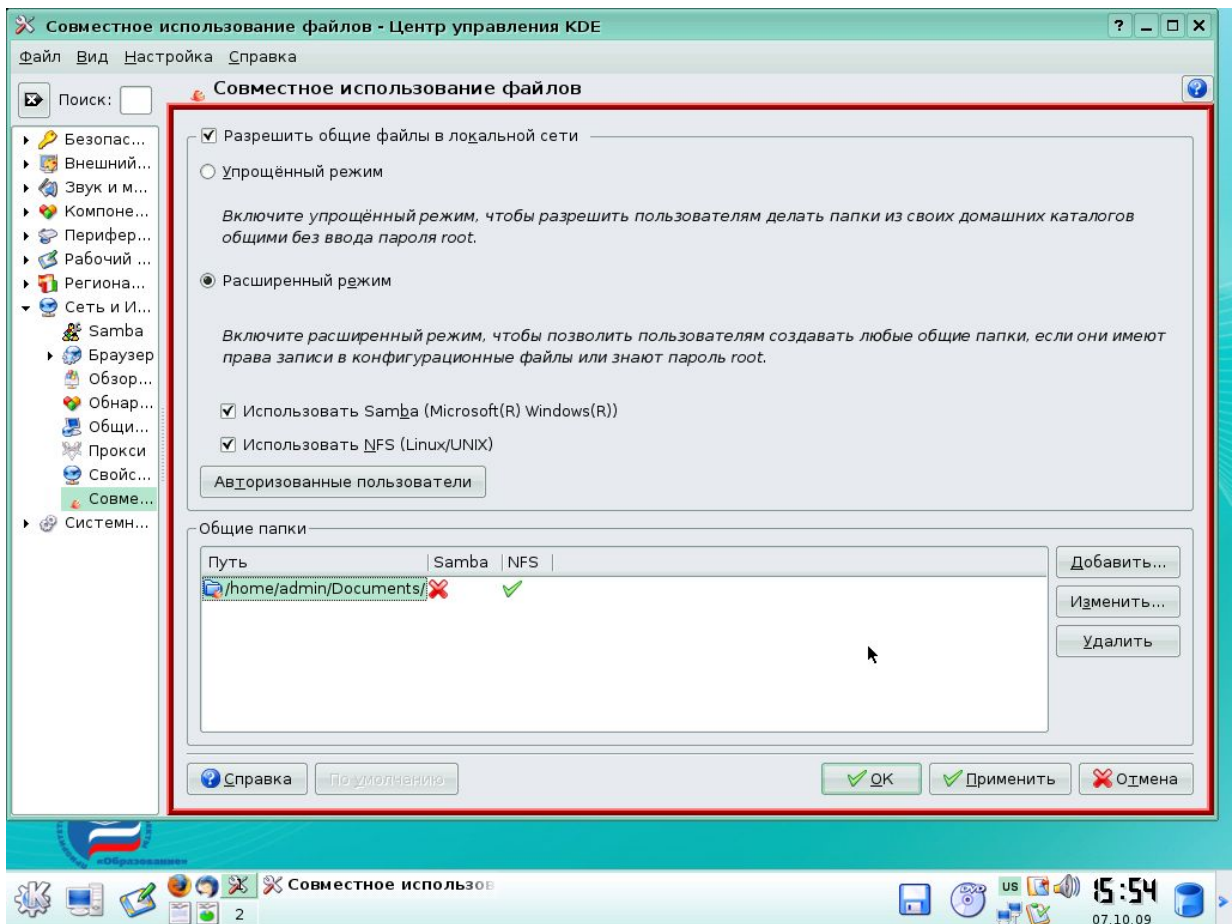 Совместное использование файлов - Центр управления KDE
Файл Вид Настройка Справка
Поиск:
Совместное использование файлов
Безопас...
Внешний...
Звук и м...
Компоне...
Перифер...
Рабочий ...
Региона...
Сеть и И...
Samba
Браузер
Обзор...
Обнар...
Общи...
Прокси
Свойс...
Совме...
Системн...
Разрешить общие файлы в локальной сети
Упрощённый режим
Включите упрощённый режим, чтобы разрешить пользователям делать папки из своих домашних каталогов
общими без ввода пароля root.
Расширенный режим
Включите расширенный режим, чтобы позволить пользователям создавать любые общие папки, если они имеют
права записи в конфигурационные файлы или знают пароль root.
Использовать Samba (Microsoft(R) Windows(R))
Использовать NFS (Linux/UNIX)
Авторизованные пользователи
Общие папки
Путь Samba NFS
/home/admin/Documents/
Добавить...
Изменить...
Удалить
Справка По умолчанию OK Применить Отмена
«Образование»
Совместное использов
2
US
15:54
07.10.09